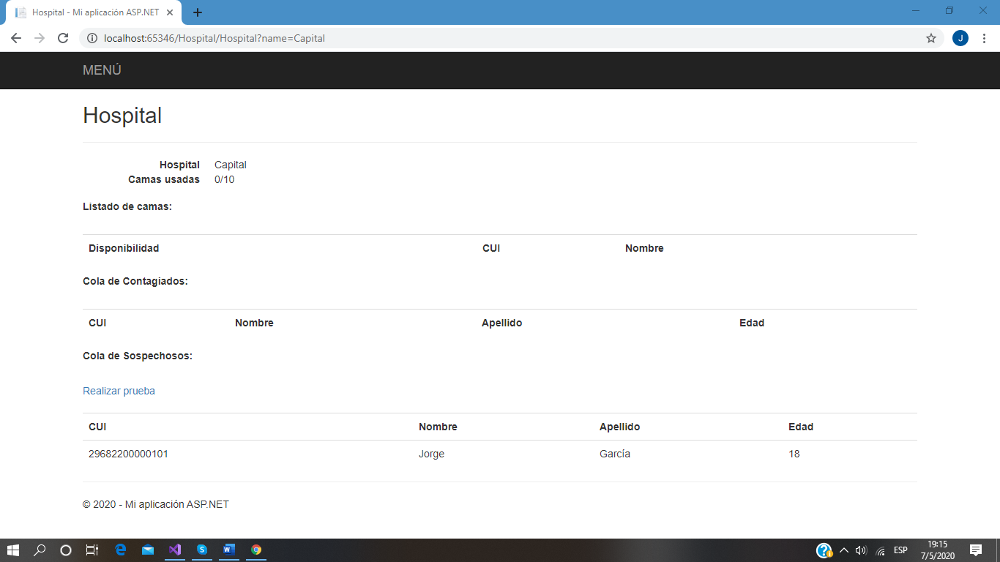 Hospital - Mi aplicación ASP.NET
localhost:65346/Hospital/Hospital?name=Capital
J
MENÚ
Hospital
Hospital Capital
Camas usadas 0/10
Listado de camas:
Disponibilidad CUI Nombre
Cola de Contagiados:
CUI Nombre Apellido Edad
Cola de Sospechosos:
Realizar prueba
CUI Nombre Apellido Edad
29682200000101 Jorge García 18
© 2020 - Mi aplicación ASP.NET
ESP
19:15
7/5/2020